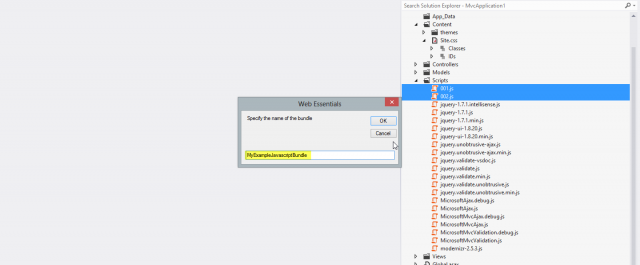 Search Solution Explorer - MvcApplication1
App_Data
Content
themes
Site.css
Classes
IDs
Controllers
Models
Scripts
001.js
002.js
jquery-1.7.1.intellisense.js
jquery-1.7.1.js
jquery-1.7.1.min.js
jquery-ui-1.8.20.js
jquery-ui-1.8.20.min.js
jquery.unobtrusive-ajax.js
jquery.unobtrusive-ajax.min.js
jquery.validate-vsdoc.js
jquery.validate.js
jquery.validate.min.js
jquery.validate.unobtrusive.js
jquery.validate.unobtrusive.min.js
MicrosoftAjax.debug.js
MicrosoftAjax.js
MicrosoftMvcAjax.debug.js
MicrosoftMvcAjax.js
MicrosoftMvcValidation.debug.js
MicrosoftMvcValidation.js
modernizr-2.5.3.js
Views
Global.asax
Web Essentials
Specify the name of the bundle
OK
Cancel
MyExampleJavascriptBundle